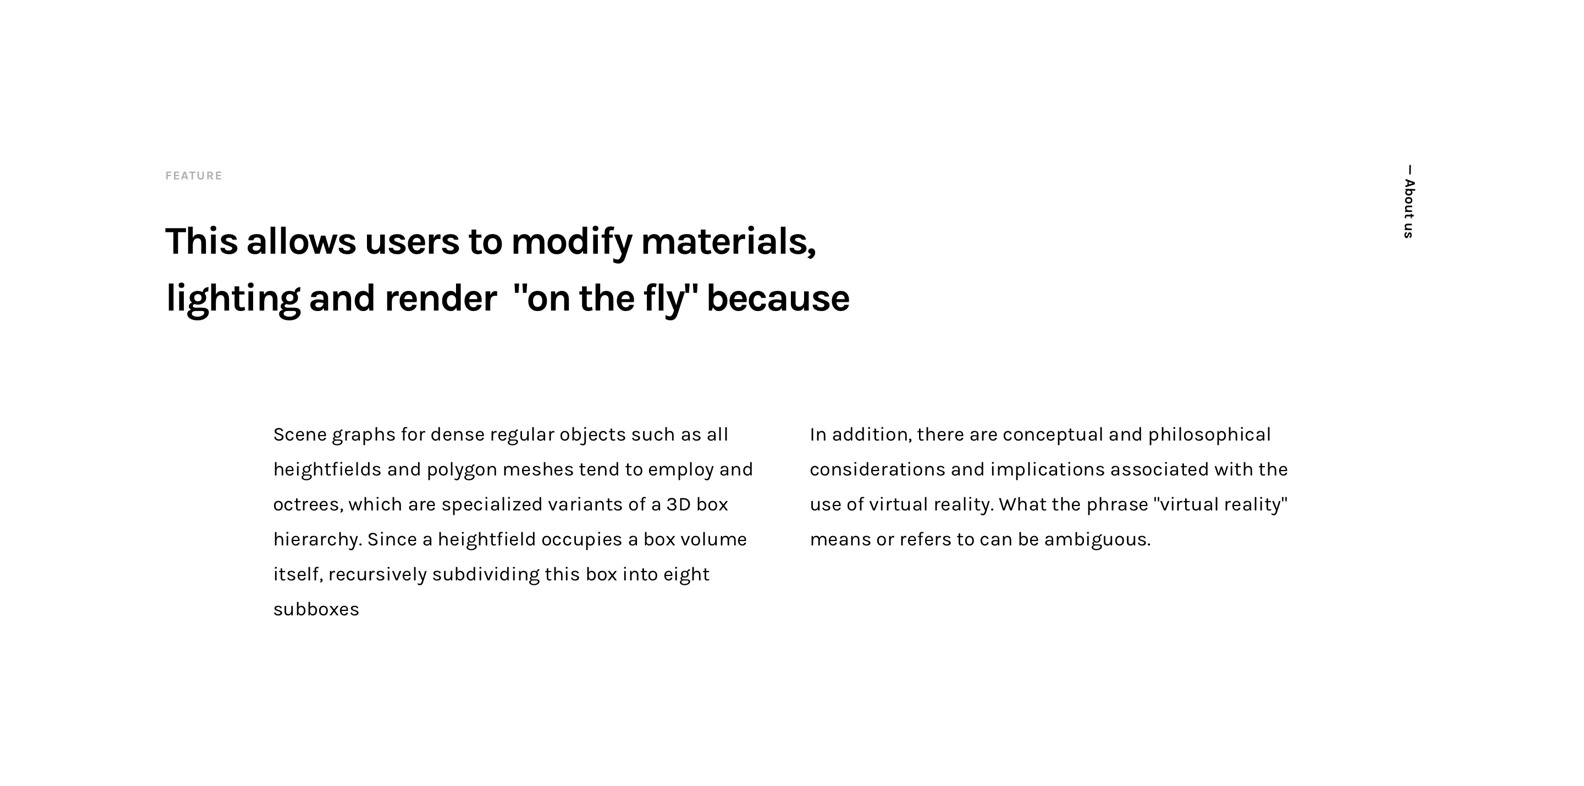 FEATURE
This allows users to modify materials,
lighting and render  "on the fly" because
— About us
Scene graphs for dense regular objects such as all
heightfields and polygon meshes tend to employ and
octrees, which are specialized variants of a 3D box
hierarchy. Since a heightfield occupies a box volume
itself, recursively subdividing this box into eight
subboxes
In addition, there are conceptual and philosophical
considerations and implications associated with the
use of virtual reality. What the phrase "virtual reality"
means or refers to can be ambiguous.